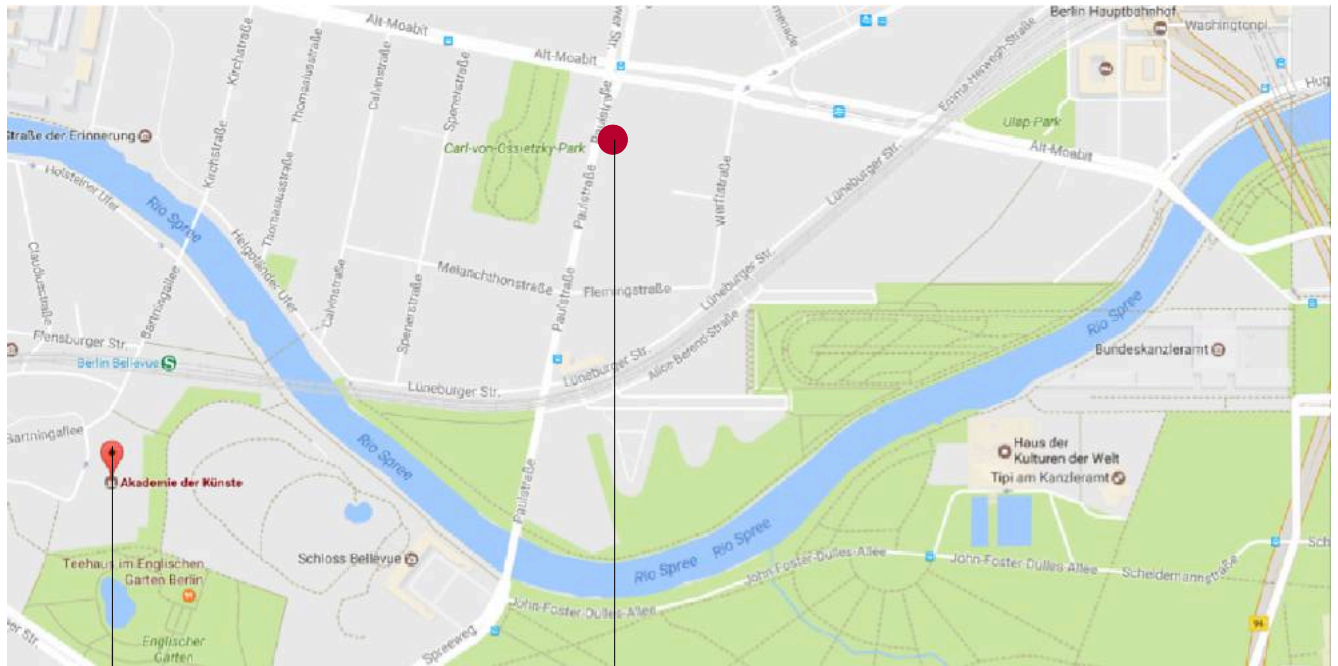 Alt-Moabit
Berlin Hauptbahnhof
Washingtonpl.
Kirchstraße
Thomasiusstraße
Calvinstraße
Spenerstraße
Alt-Moabit
Paulstraße
Emma-Herwegh-Straße
Ulap-Park
Straße der Erinnerung
Carl-von-Ossietzky-Park
Alt-Moabit
Holsteiner Ufer
Kirchstraße
Thomasiusstraße
Paulstraße
Werftstraße
Lüneburger Str.
Rio Spree
Helgoländer Ufer
Claudiusstraße
Bartningallee
Calvinstraße
Spenerstraße
Melanchthonstraße
Flemingstraße
Lüneburger Str.
Paulstraße
Rio Spree
Flensburger Str.
Berlin Bellevue
S
Lüneburger Str.
Lüneburger Str.
Alice-Berend-Straße
Bundeskanzleramt
Bartningallee
Rio Spree
Haus der
Kulturen der Welt
Akademie der Künste
Tipi am Kanzleramt
Paulstraße
Schloss Bellevue
Rio Spree
Rio Spree
Teehaus im Englischen
Garten Berlin
John-Foster-Dulles-Allee
John-Foster-Dulles-Allee
Scheidemannstraße
John-Foster-Dulles-Allee
Englischer
Garten
Spreeweg
96